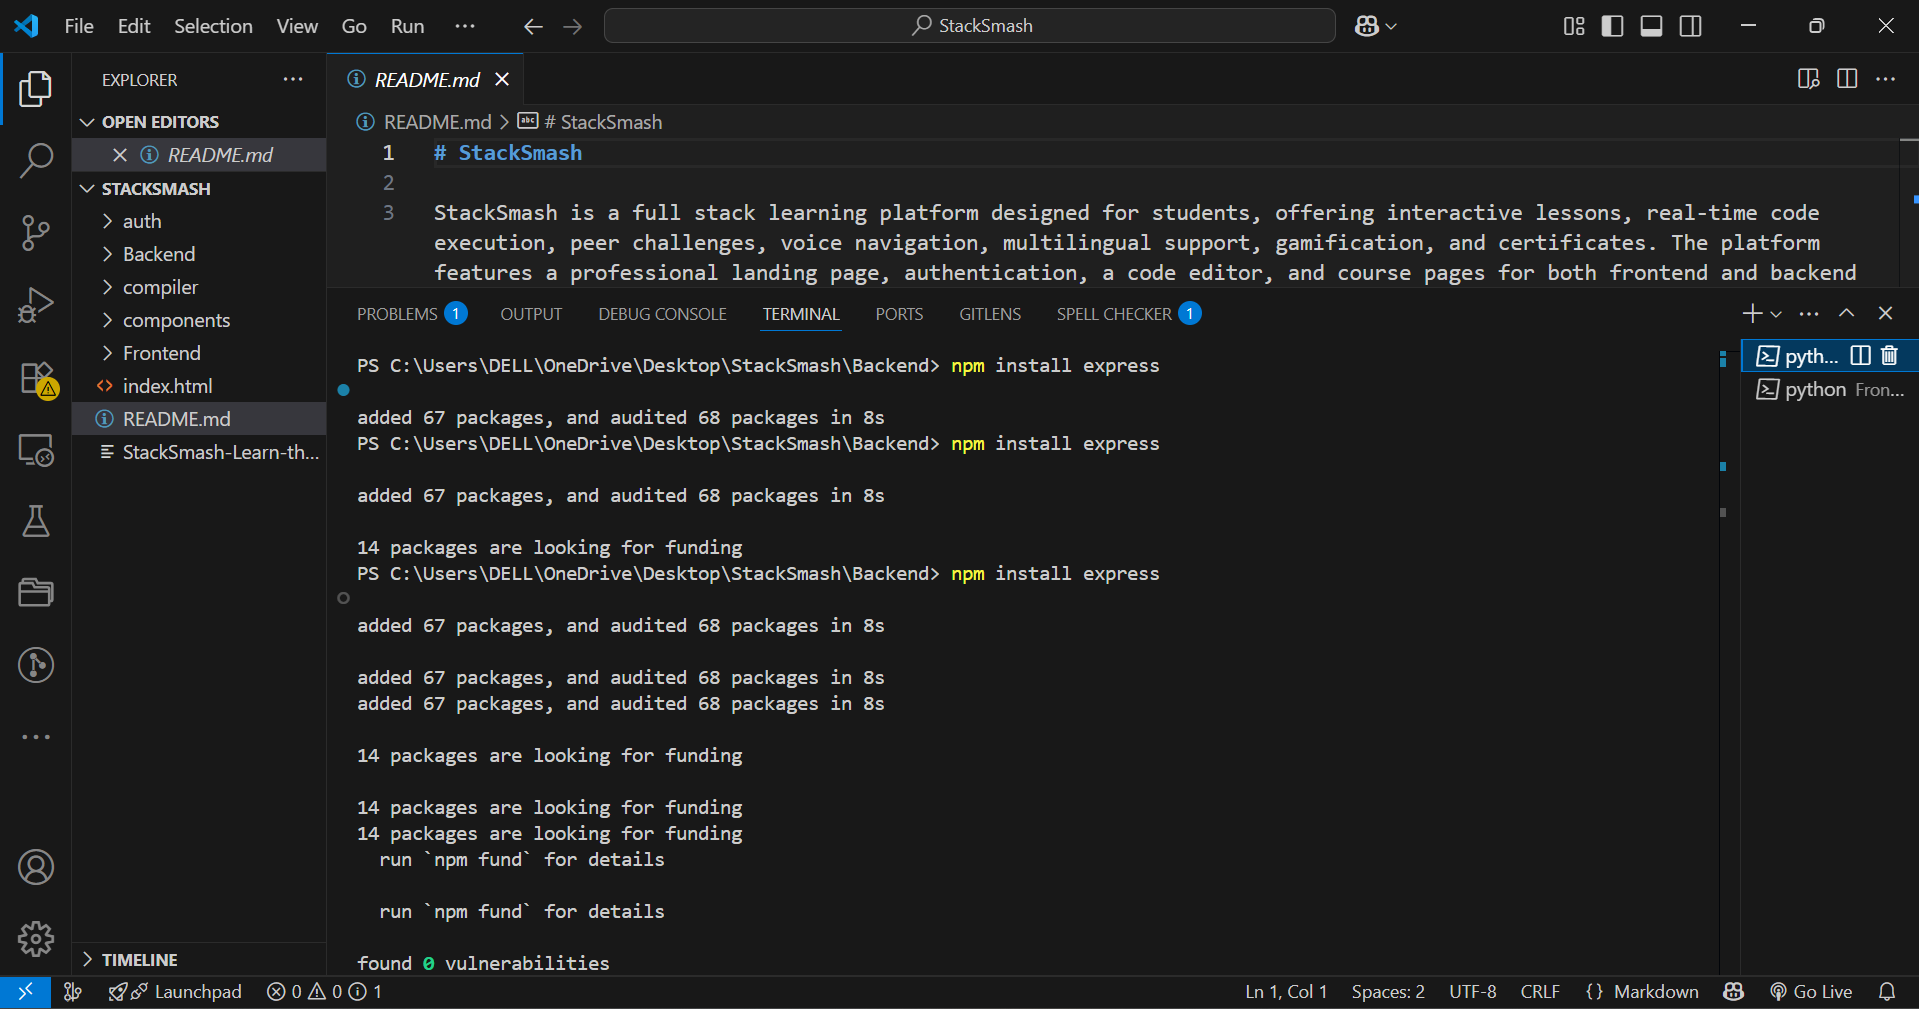 File Edit Selection View Go Run ···
StackSmash
EXPLORER
OPEN EDITORS
README.md
STACKSMASH
auth
Backend
compiler
components
Frontend
index.html
README.md
StackSmash-Learn-th...
TIMELINE
README.md
README.md > # StackSmash
1 # StackSmash
2
3 StackSmash is a full stack learning platform designed for students, offering interactive lessons, real-time code
execution, peer challenges, voice navigation, multilingual support, gamification, and certificates. The platform
features a professional landing page, authentication, a code editor, and course pages for both frontend and backend
PROBLEMS 1 OUTPUT DEBUG CONSOLE TERMINAL PORTS GITLENS SPELL CHECKER 1
PS C:\Users\DELL\OneDrive\Desktop\StackSmash\Backend> npm install express
added 67 packages, and audited 68 packages in 8s
PS C:\Users\DELL\OneDrive\Desktop\StackSmash\Backend> npm install express
added 67 packages, and audited 68 packages in 8s
14 packages are looking for funding
PS C:\Users\DELL\OneDrive\Desktop\StackSmash\Backend> npm install express
added 67 packages, and audited 68 packages in 8s
added 67 packages, and audited 68 packages in 8s
added 67 packages, and audited 68 packages in 8s
14 packages are looking for funding
14 packages are looking for funding
14 packages are looking for funding
run `npm fund` for details
run `npm fund` for details
found 0 vulnerabilities
pyth...
python Fron...
Launchpad 0 0 1 Ln 1, Col 1 Spaces: 2 UTF-8 CRLF {} Markdown Go Live